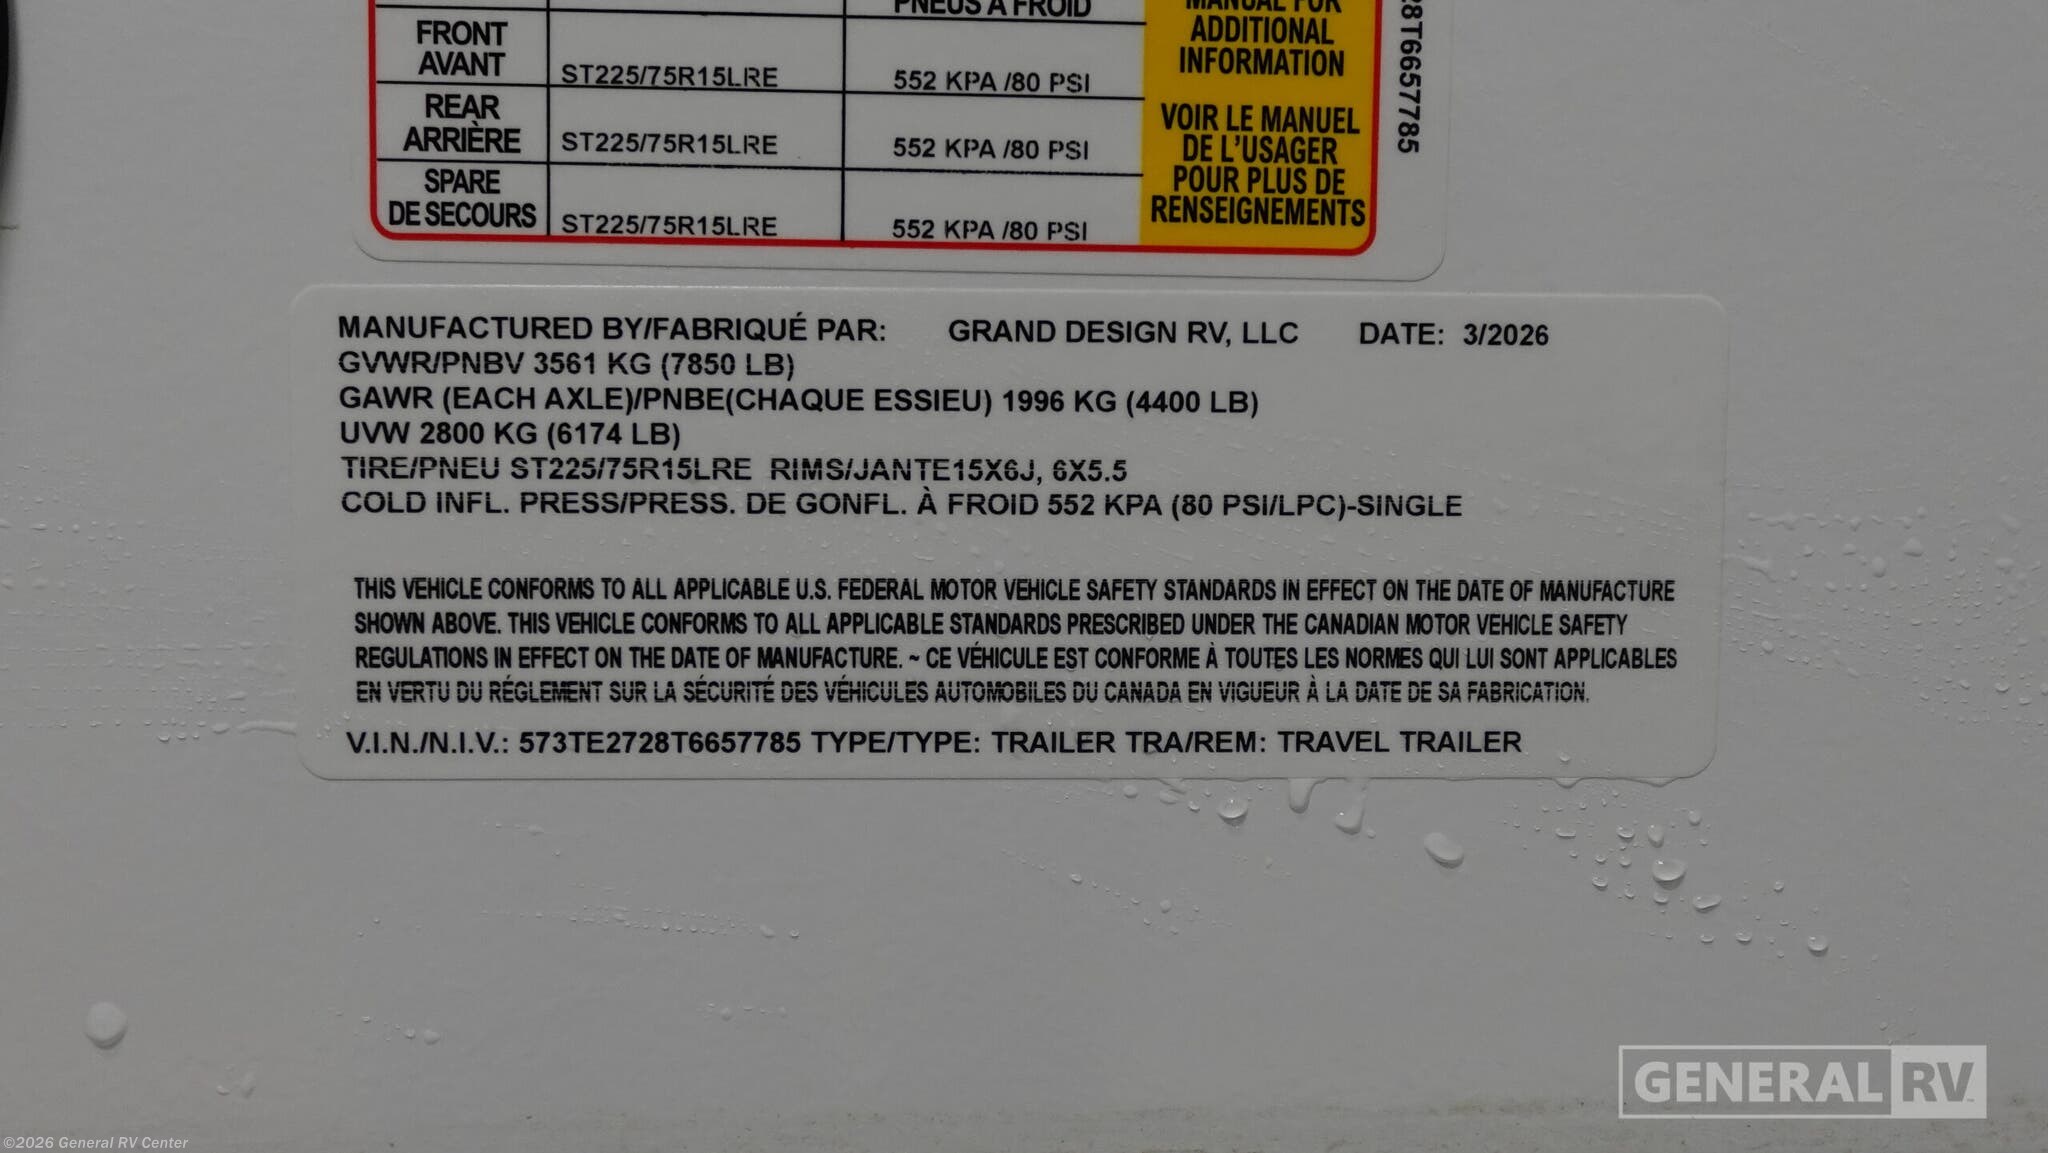 PNEUS À FROID
MANUAL FOR
ADDITIONAL
INFORMATION
FRONT
AVANT
ST225/75R15LRE
552 KPA /80 PSI
REAR
ARRIÈRE
ST225/75R15LRE
552 KPA /80 PSI
SPARE
DE SECOURS
ST225/75R15LRE
552 KPA /80 PSI
VOIR LE MANUEL
DE L'USAGER
POUR PLUS DE
RENSEIGNEMENTS
28T6657785
MANUFACTURED BY/FABRIQUÉ PAR: GRAND DESIGN RV, LLC DATE: 3/2026
GVWR/PNBV 3561 KG (7850 LB)
GAWR (EACH AXLE)/PNBE(CHAQUE ESSIEU) 1996 KG (4400 LB)
UVW 2800 KG (6174 LB)
TIRE/PNEU ST225/75R15LRE RIMS/JANTE15X6J, 6X5.5
COLD INFL. PRESS/PRESS. DE GONFL. À FROID 552 KPA (80 PSI/LPC)-SINGLE
THIS VEHICLE CONFORMS TO ALL APPLICABLE U.S. FEDERAL MOTOR VEHICLE SAFETY STANDARDS IN EFFECT ON THE DATE OF MANUFACTURE
SHOWN ABOVE. THIS VEHICLE CONFORMS TO ALL APPLICABLE STANDARDS PRESCRIBED UNDER THE CANADIAN MOTOR VEHICLE SAFETY
REGULATIONS IN EFFECT ON THE DATE OF MANUFACTURE. ~ CE VÉHICULE EST CONFORME À TOUTES LES NORMES QUI LUI SONT APPLICABLES
EN VERTU DU RÉGLEMENT SUR LA SÉCURITÉ DES VÉHICULES AUTOMOBILES DU CANADA EN VIGUEUR À LA DATE DE SA FABRICATION.
V.I.N./N.I.V.: 573TE2728T6657785 TYPE/TYPE: TRAILER TRA/REM: TRAVEL TRAILER
GENERAL RV
©2026 General RV Center